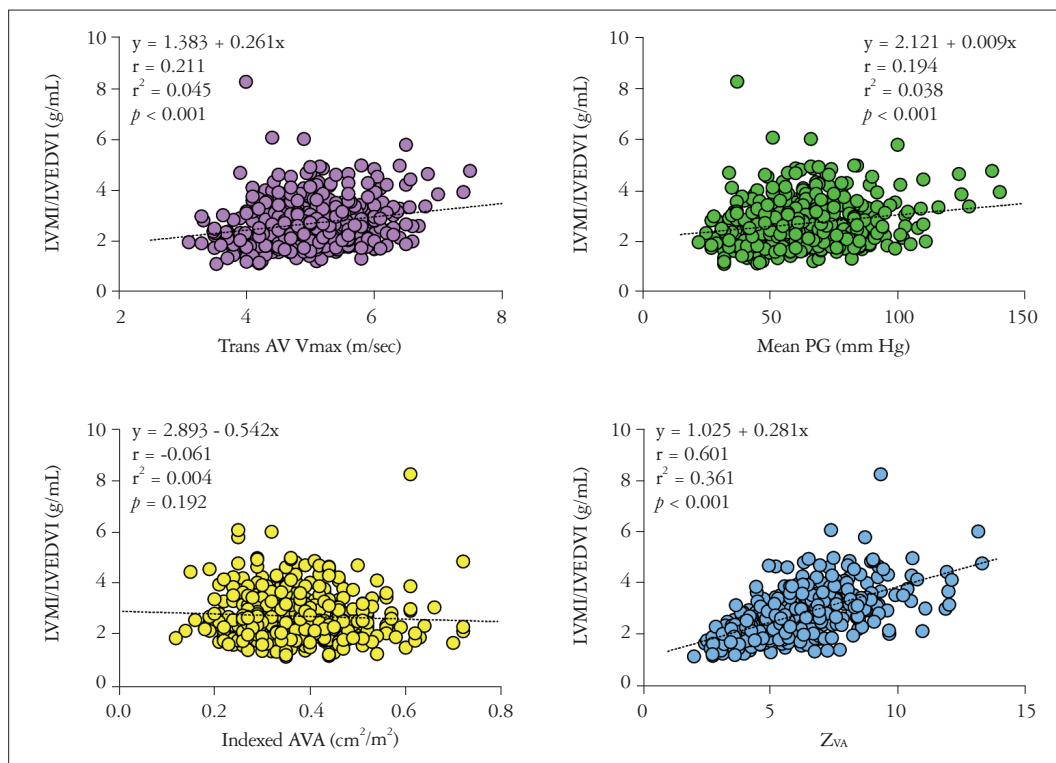 y = 1.383 + 0.261x
r = 0.211
r² = 0.045
p < 0.001
LVMI/LVEDVI (g/mL)
10
8
6
4
2
0
2
4
6
8
Trans AV Vmax (m/sec)
y = 2.121 + 0.009x
r = 0.194
r² = 0.038
p < 0.001
LVMI/LVEDVI (g/mL)
10
8
6
4
2
0
0
50
100
150
Mean PG (mm Hg)
y = 2.893 - 0.542x
r = -0.061
r² = 0.004
p = 0.192
LVMI/LVEDVI (g/mL)
10
8
6
4
2
0
0.0
0.2
0.4
0.6
0.8
Indexed AVA (cm²/m²)
y = 1.025 + 0.281x
r = 0.601
r² = 0.361
p < 0.001
LVMI/LVEDVI (g/mL)
10
8
6
4
2
0
0
5
10
15
ZVA